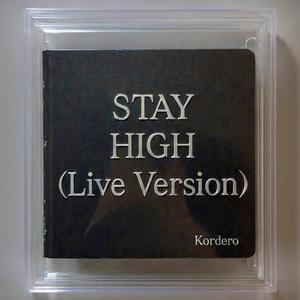 STAY
HIGH
(Live Version)
Kordero